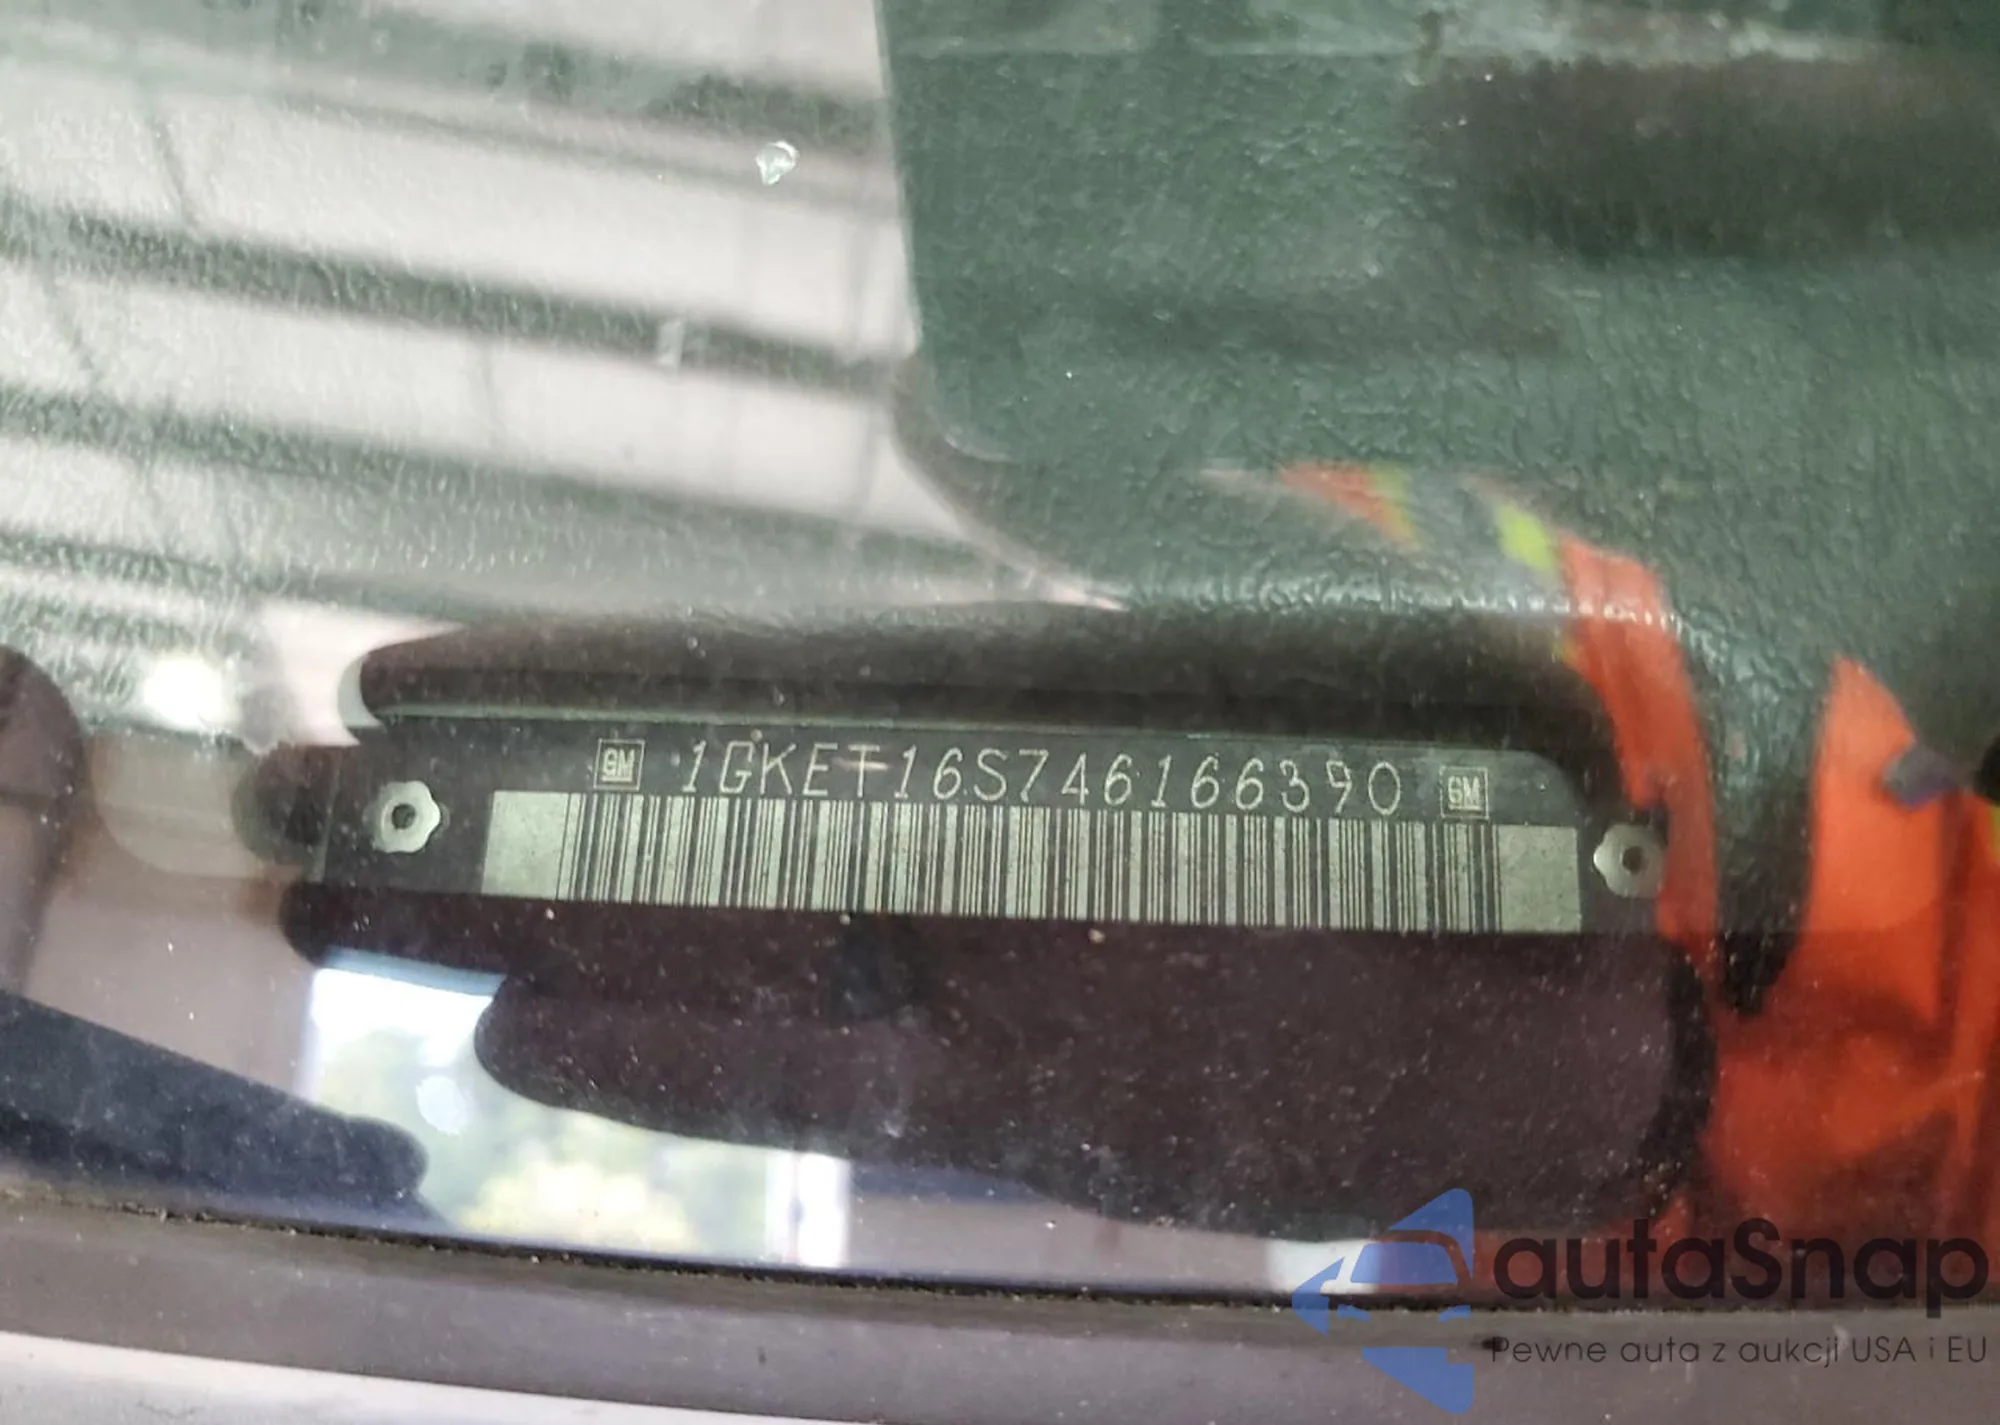 GM 1GKET16S746166390 GM
autaSnap
Pewne auta z aukcji USA i EU